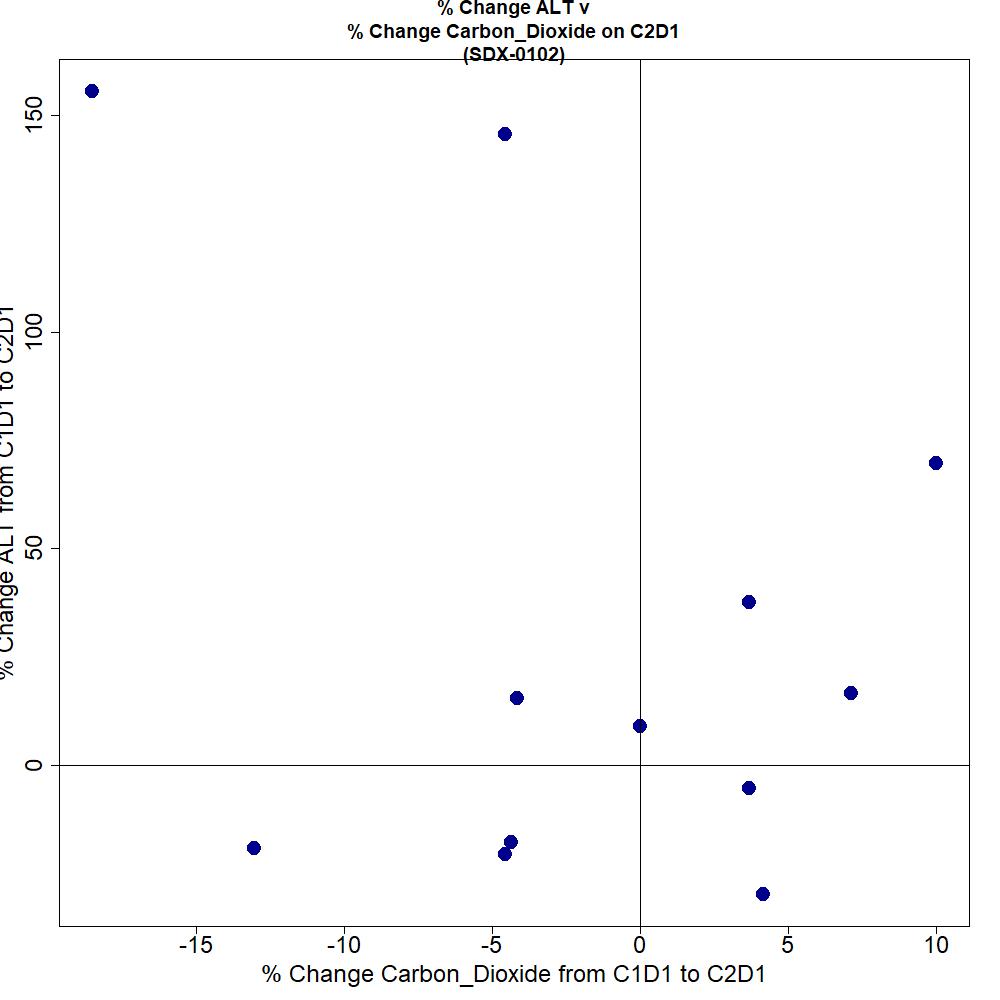 % Change ALT v
% Change Carbon_Dioxide on C2D1
(SDX-0102)
% Change ALT from C1D1 to C2D1
150
100
50
0
-15
-10
-5
0
5
10
% Change Carbon_Dioxide from C1D1 to C2D1